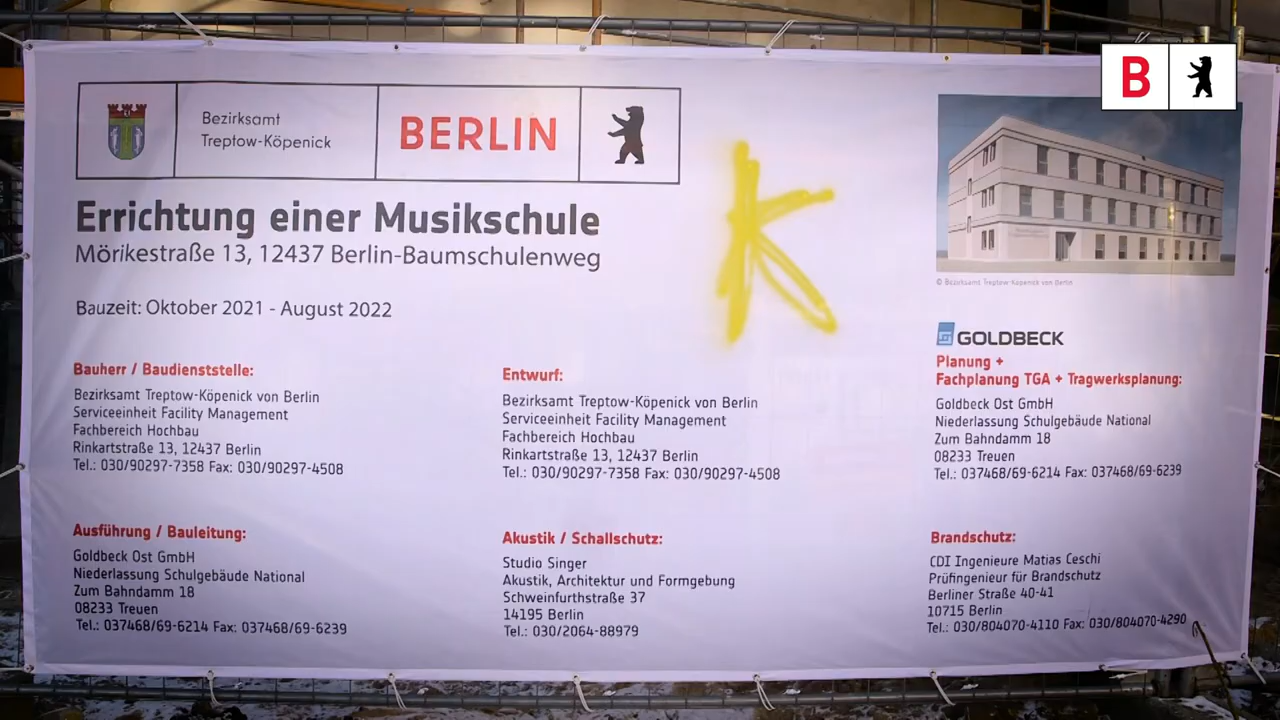 B
Bezirksamt
Treptow-Köpenick
BERLIN
K
Errichtung einer Musikschule
Mörikestraße 13, 12437 Berlin-Baumschulenweg
Bauzeit: Oktober 2021 - August 2022
© Bezirksamt Treptow-Köpenick von Berlin
Bauherr / Baudienststelle:
Bezirksamt Treptow-Köpenick von Berlin
Serviceeinheit Facility Management
Fachbereich Hochbau
Rinkartstraße 13, 12437 Berlin
Tel.: 030/90297-7358 Fax: 030/90297-4508
Entwurf:
Bezirksamt Treptow-Köpenick von Berlin
Serviceeinheit Facility Management
Fachbereich Hochbau
Rinkartstraße 13, 12437 Berlin
Tel.: 030/90297-7358 Fax: 030/90297-4508
GOLDBECK
Planung +
Fachplanung TGA + Tragwerksplanung:
Goldbeck Ost GmbH
Niederlassung Schulgebäude National
Zum Bahndamm 18
08233 Treuen
Tel.: 037468/69-6214 Fax: 037468/69-6239
Ausführung / Bauleitung:
Goldbeck Ost GmbH
Niederlassung Schulgebäude National
Zum Bahndamm 18
08233 Treuen
Tel.: 037468/69-6214 Fax: 037468/69-6239
Akustik / Schallschutz:
Studio Singer
Akustik, Architektur und Formgebung
Schweinfurthstraße 37
14195 Berlin
Tel.: 030/2064-88979
Brandschutz:
CDI Ingenieure Matias Ceschi
Prüfingenieur für Brandschutz
Berliner Straße 40-41
10715 Berlin
Tel.: 030/804070-4110 Fax: 030/804070-4290